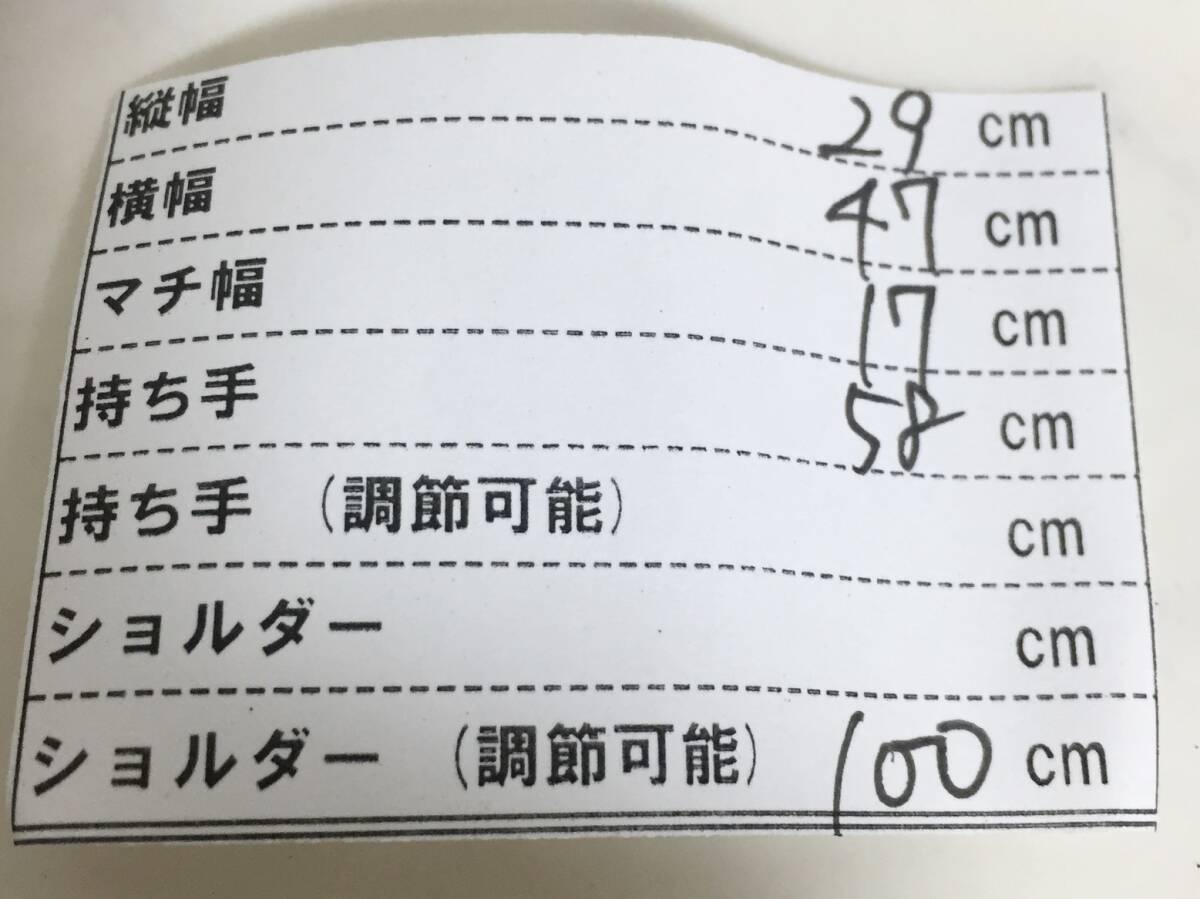 縦幅 29 cm
横幅 47 cm
マチ幅 17 cm
持ち手 58 cm
持ち手 (調節可能) cm
ショルダー cm
ショルダー (調節可能) 100 cm